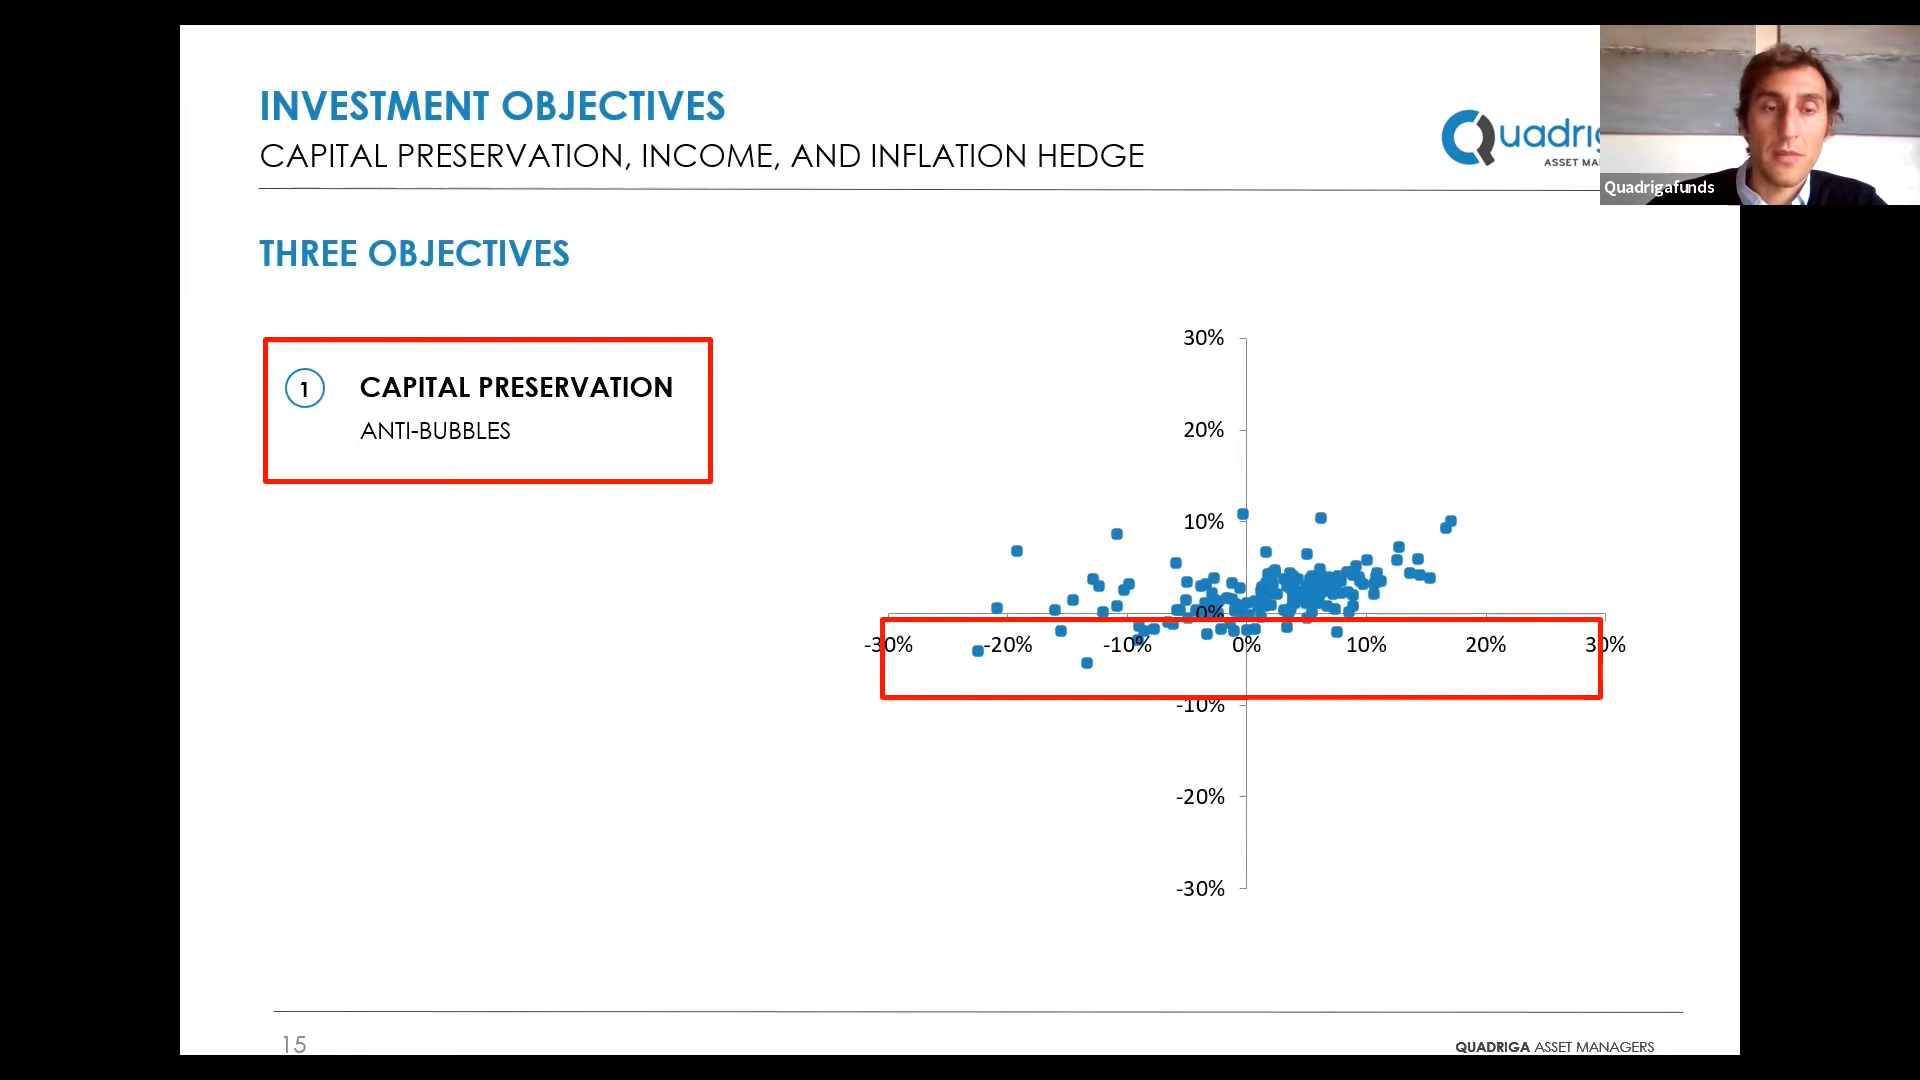 INVESTMENT OBJECTIVES
CAPITAL PRESERVATION, INCOME, AND INFLATION HEDGE
Quadrig
ASSET MA
Quadrigafunds
THREE OBJECTIVES
1
CAPITAL PRESERVATION
ANTI-BUBBLES
30%
20%
10%
0%
-30%
-20%
-10%
0%
10%
20%
30%
-10%
-20%
-30%
15
QUADRIGA ASSET MANAGERS